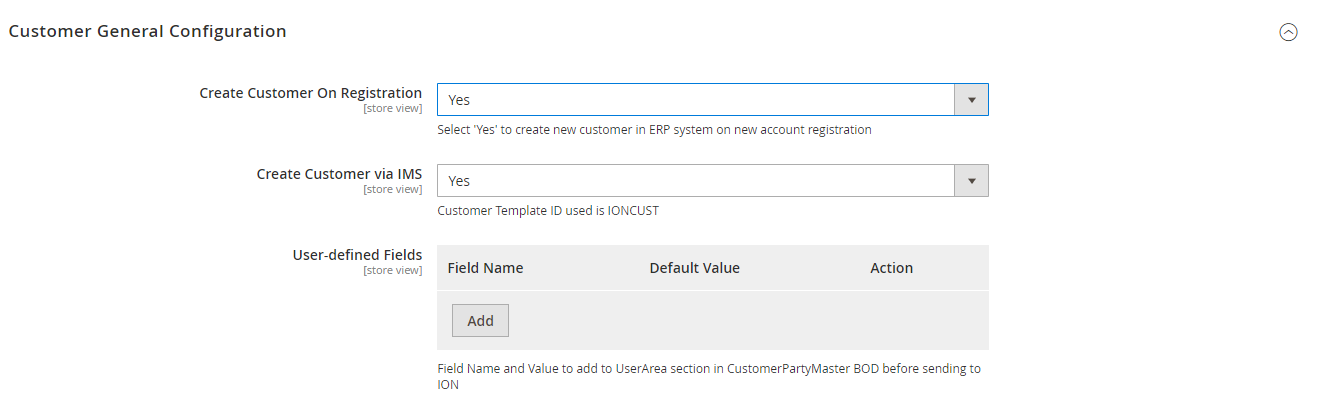 Customer General Configuration
Create Customer On Registration
[store view]
Yes
Select 'Yes' to create new customer in ERP system on new account registration
Create Customer via IMS
[store view]
Yes
Customer Template ID used is IONCUST
User-defined Fields
[store view]
Field Name Default Value Action
Add
Field Name and Value to add to UserArea section in CustomerPartyMaster BOD before sending to
ION